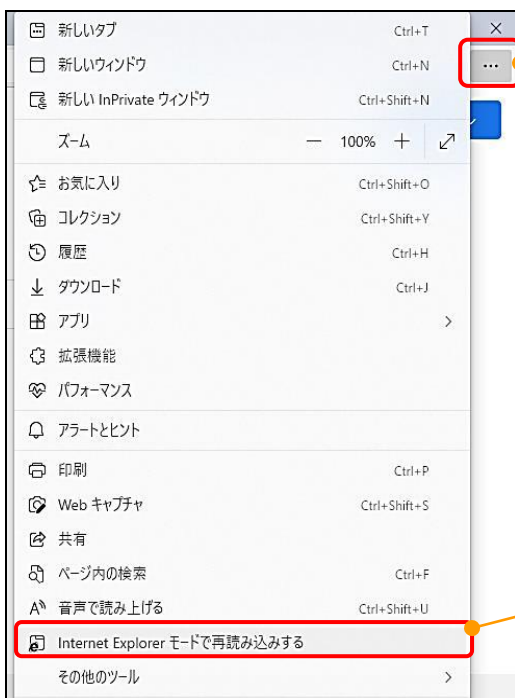 新しいタブ Ctrl+T
新しいウィンドウ Ctrl+N
新しい InPrivate ウィンドウ Ctrl+Shift+N
ズーム — 100% +
お気に入り Ctrl+Shift+O
コレクション Ctrl+Shift+Y
履歴 Ctrl+H
ダウンロード Ctrl+J
アプリ
拡張機能
パフォーマンス
アラートとヒント
印刷 Ctrl+P
Web キャプチャ Ctrl+Shift+S
共有
ページ内の検索 Ctrl+F
音声で読み上げる Ctrl+Shift+U
Internet Explorer モードで再読み込みする
その他のツール